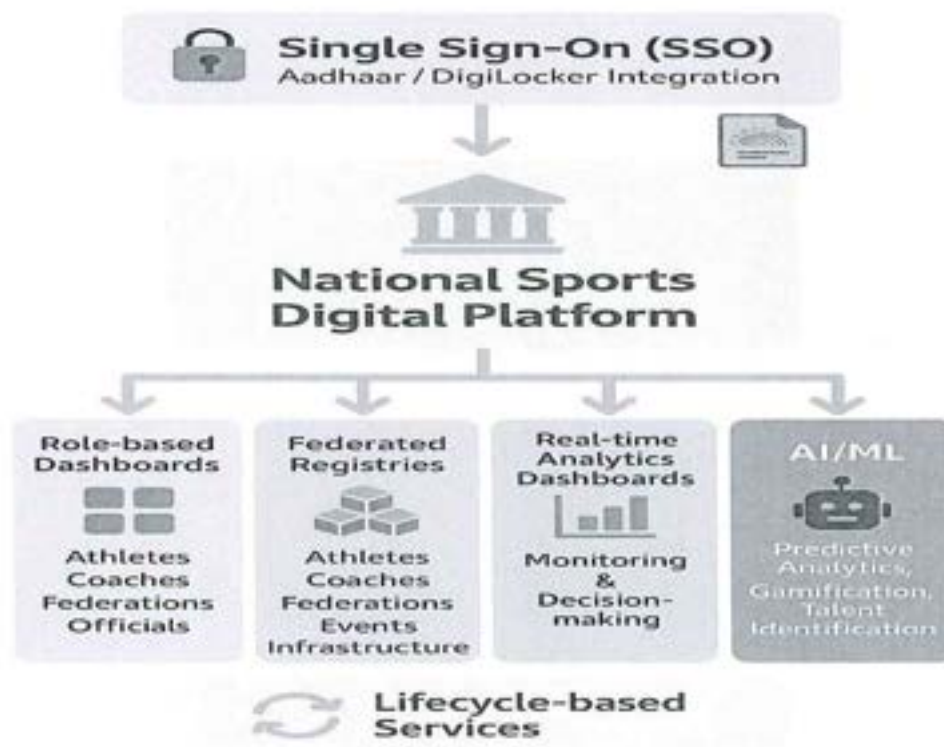 Single Sign-On (SSO)
Aadhaar / DigiLocker Integration
National Sports
Digital Platform
Role-based
Dashboards
Athletes
Coaches
Federations
Officials
Federated
Registries
Athletes
Coaches
Federations
Events
Infrastructure
Real-time
Analytics
Dashboards
Monitoring
&
Decision-
making
AI/ML
Predictive
Analytics,
Gamification,
Talent
Identification
Lifecycle-based
Services